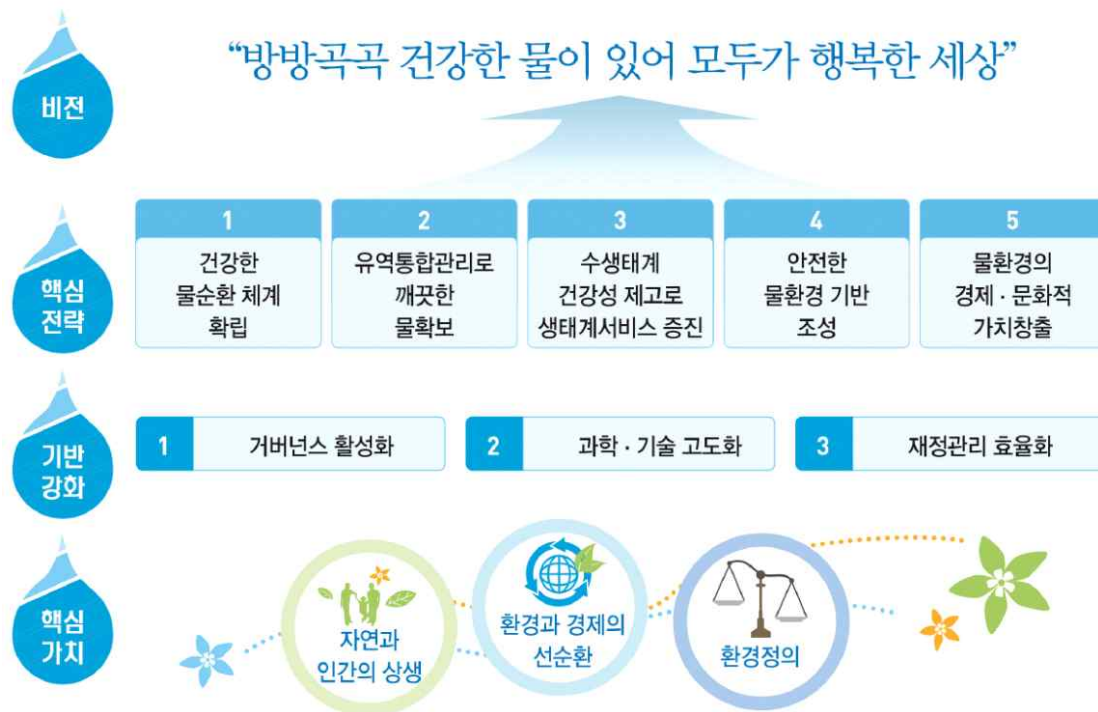 비전
“방방곡곡 건강한 물이 있어 모두가 행복한 세상”
핵심
전략
1
건강한
물순환 체계
확립
2
유역통합관리로
깨끗한
물확보
3
수생태계
건강성 제고로
생태계서비스 증진
4
안전한
물환경 기반
조성
5
물환경의
경제 · 문화적
가치창출
기반
강화
1 거버넌스 활성화
2 과학 · 기술 고도화
3 재정관리 효율화
핵심
가치
자연과
인간의 상생
환경과 경제의
선순환
환경정의